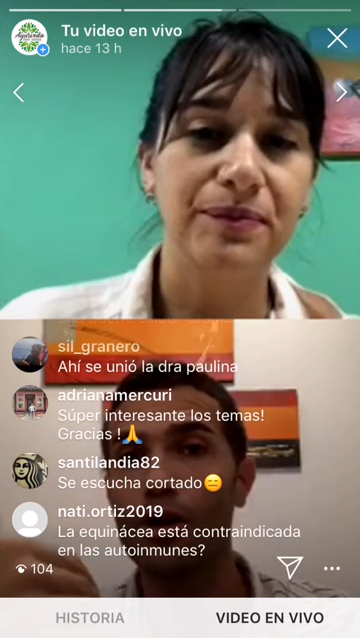 Ayurveda
Tu video en vivo
hace 13 h
sil_granero
Ahí se unió la dra paulina
adrianamercuri
Súper interesante los temas!
Gracias !🙏
santilandia82
Se escucha cortado😑
nati.ortiz2019
La equinácea está contraindicada
en las autoinmunes?
104
HISTORIA
VIDEO EN VIVO